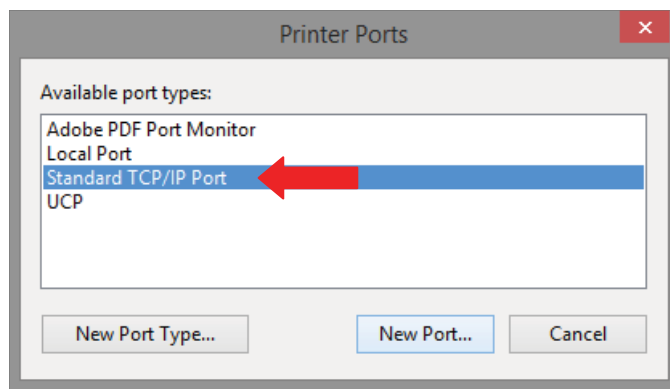 Printer Ports
Available port types:
Adobe PDF Port Monitor
Local Port
Standard TCP/IP Port
UCP
New Port Type... New Port... Cancel